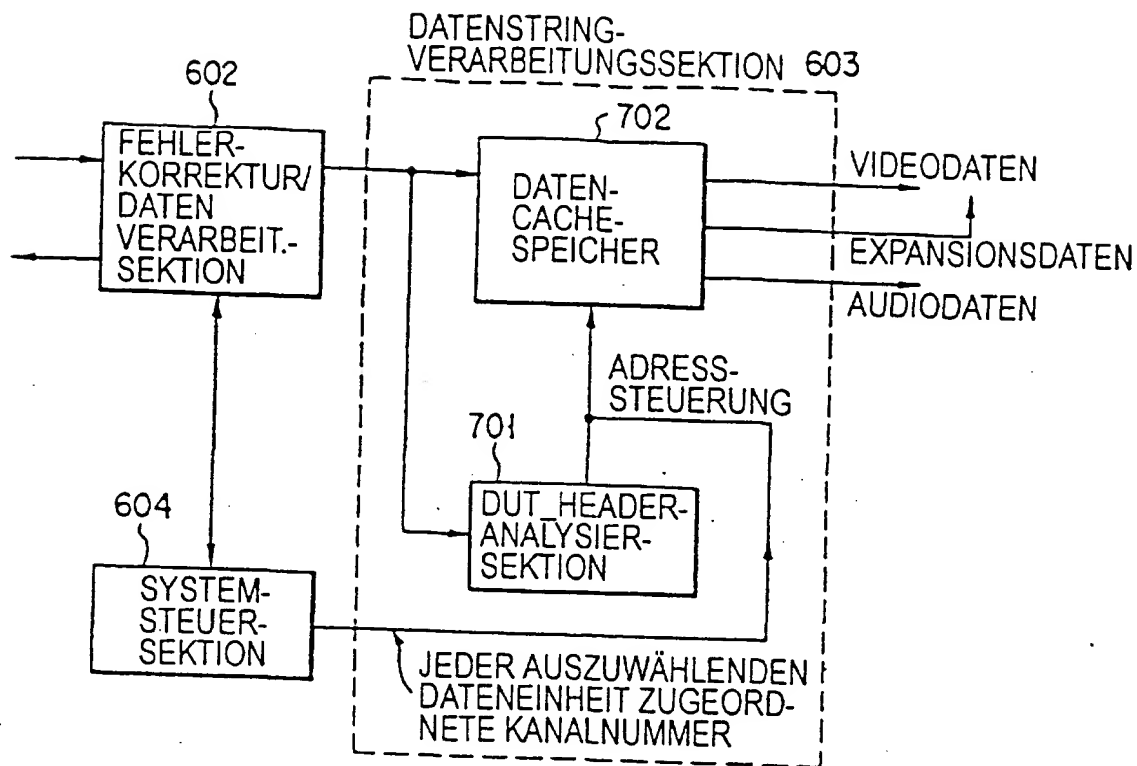 DATENSTRING-
VERARBEITUNGSSEKTION 603
602
FEHLER-
KORREKTUR/
DATEN
VERARBEIT.-
SEKTION
702
DATEN-
CACHE-
SPEICHER
VIDEODATEN
EXPANSIONSDATEN
AUDIODATEN
ADRESS-
STEUERUNG
701
DUT_HEADER-
ANALYSIER-
SEKTION
604
SYSTEM-
STEUER-
SEKTION
JEDER AUSZUWÄHLENDEN
DATENEINHEIT ZUGEORD-
NETE KANALNUMMER